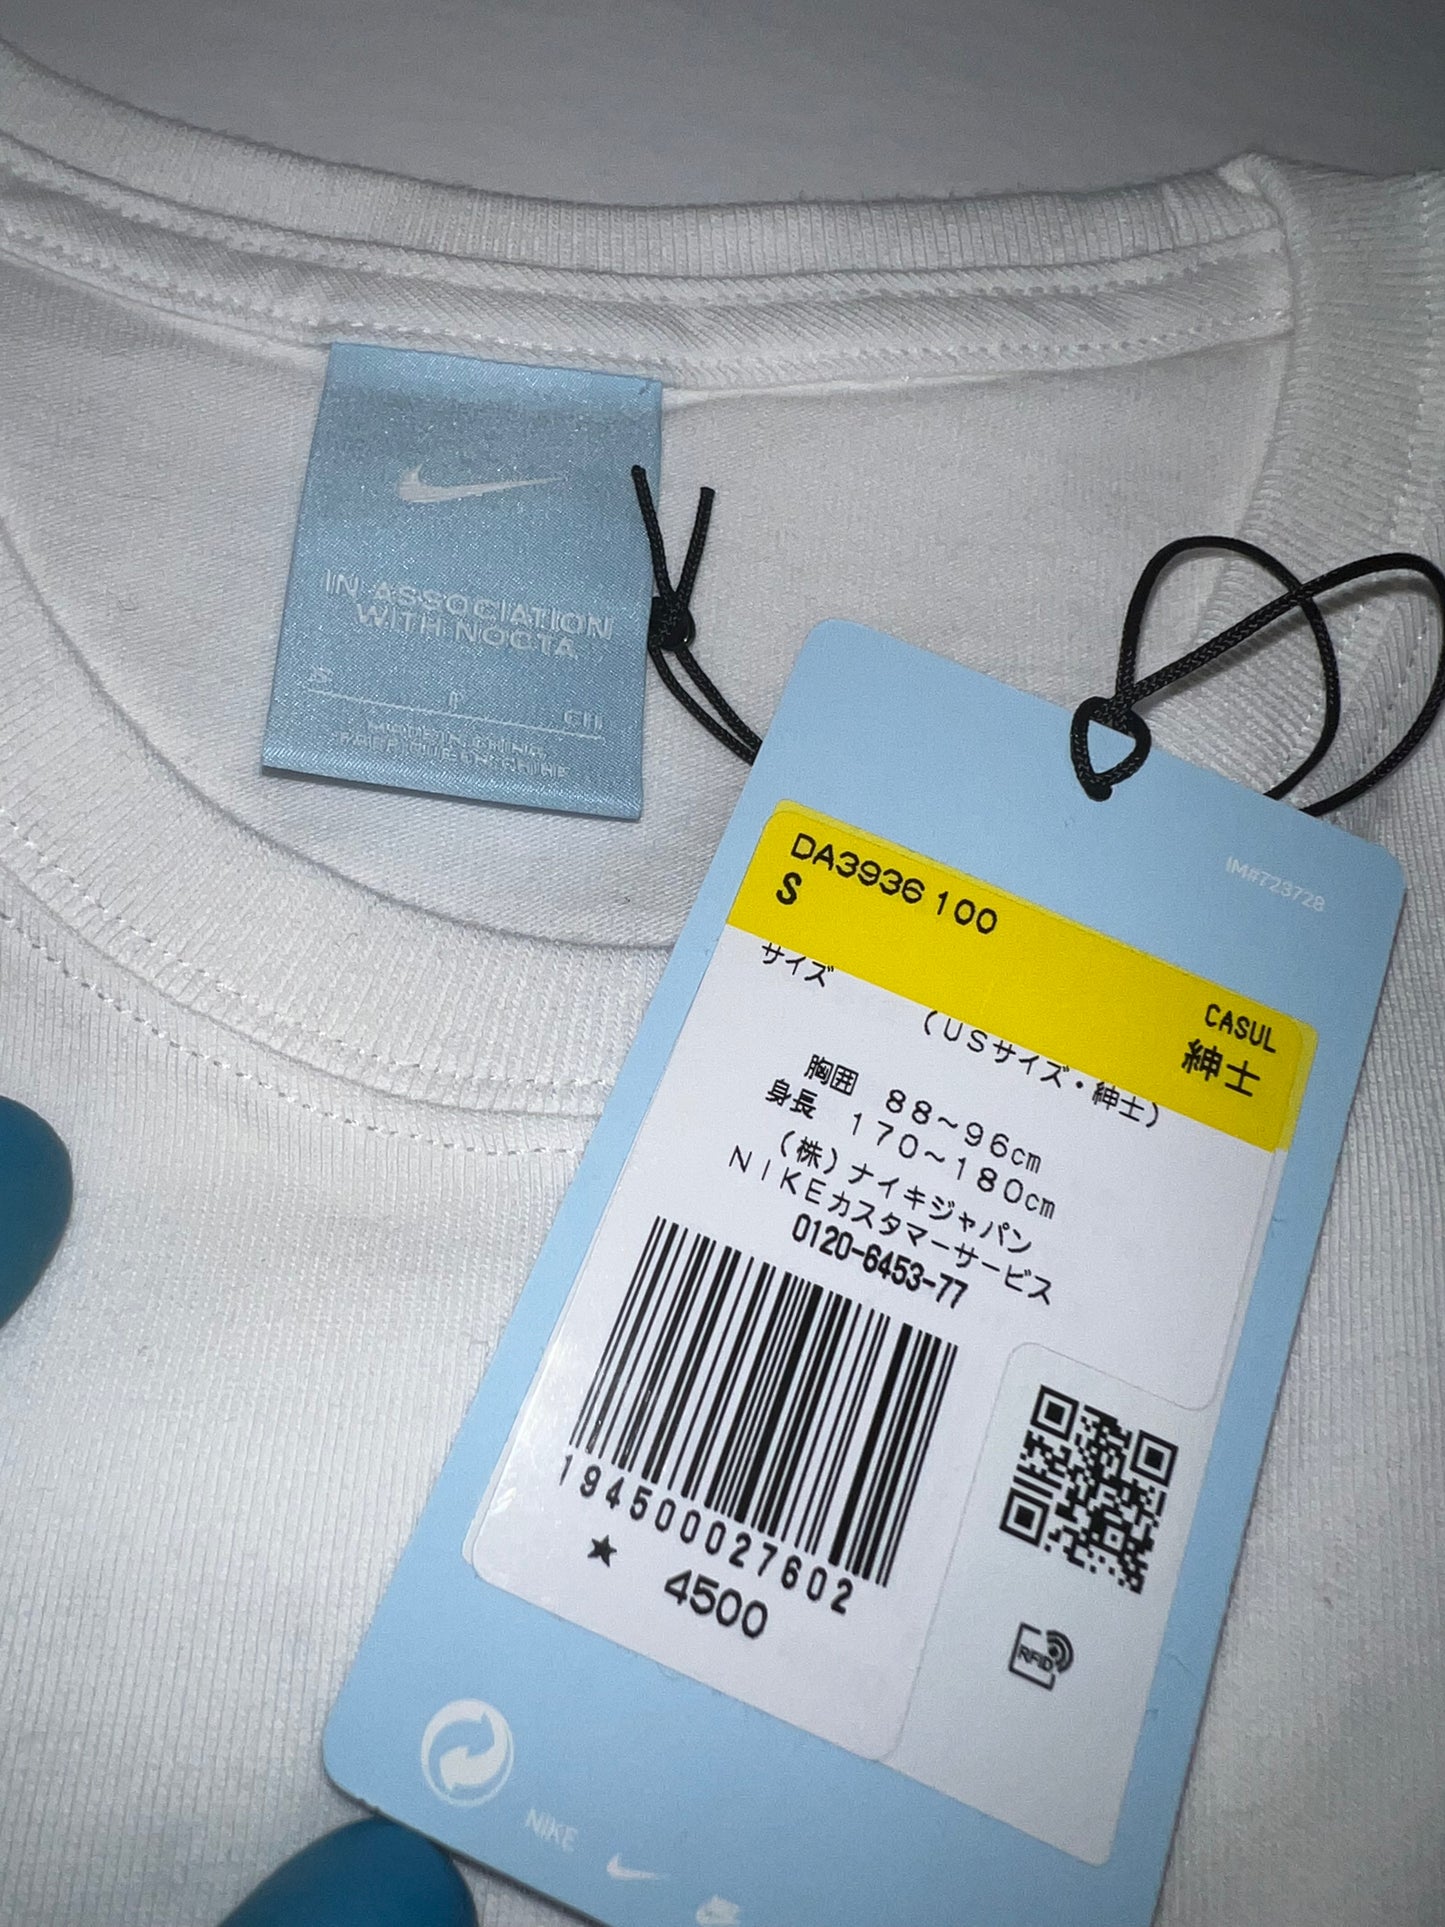 IN ASSOCIATION
WITH NOCTA
S
IM#723728
DA3936 100
S
CASUL
紳士
サイズ
(USサイズ・紳士)
胸囲 88~96cm
身長 170~180cm
(株)ナイキジャパン
NIKEカスタマーサービス
0120-6453-77
194500027602
★ 4500
RFID
NIKE